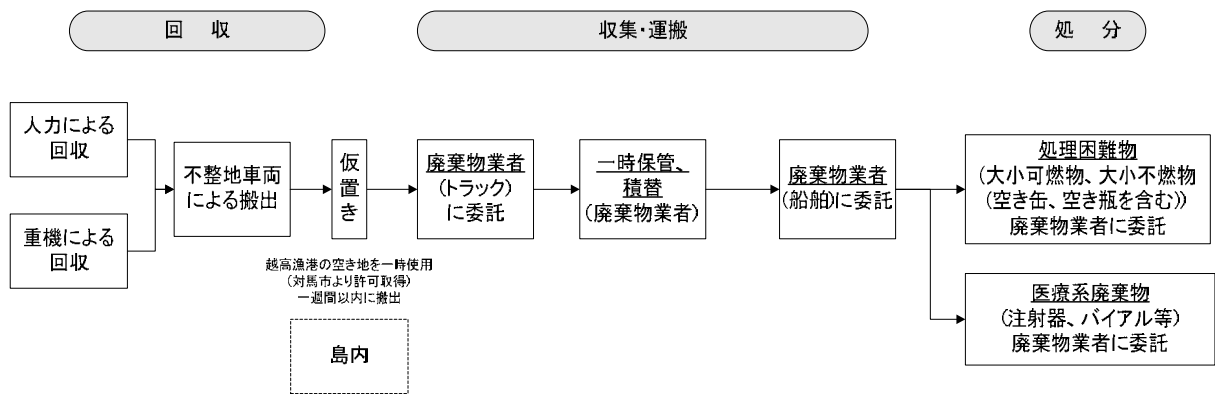 回　収
収集・運搬
処　分
人力による
回収
重機による
回収
不整地車両
による搬出
仮
置
き
越高漁港の空き地を一時使用
(対馬市より許可取得)
一週間以内に搬出
島内
廃棄物業者
(トラック)
に委託
一時保管、
積替
(廃棄物業者)
廃棄物業者
(船舶)に委託
処理困難物
(大小可燃物、大小不燃物
(空き缶、空き瓶を含む))
廃棄物業者に委託
医療系廃棄物
(注射器、バイアル等)
廃棄物業者に委託